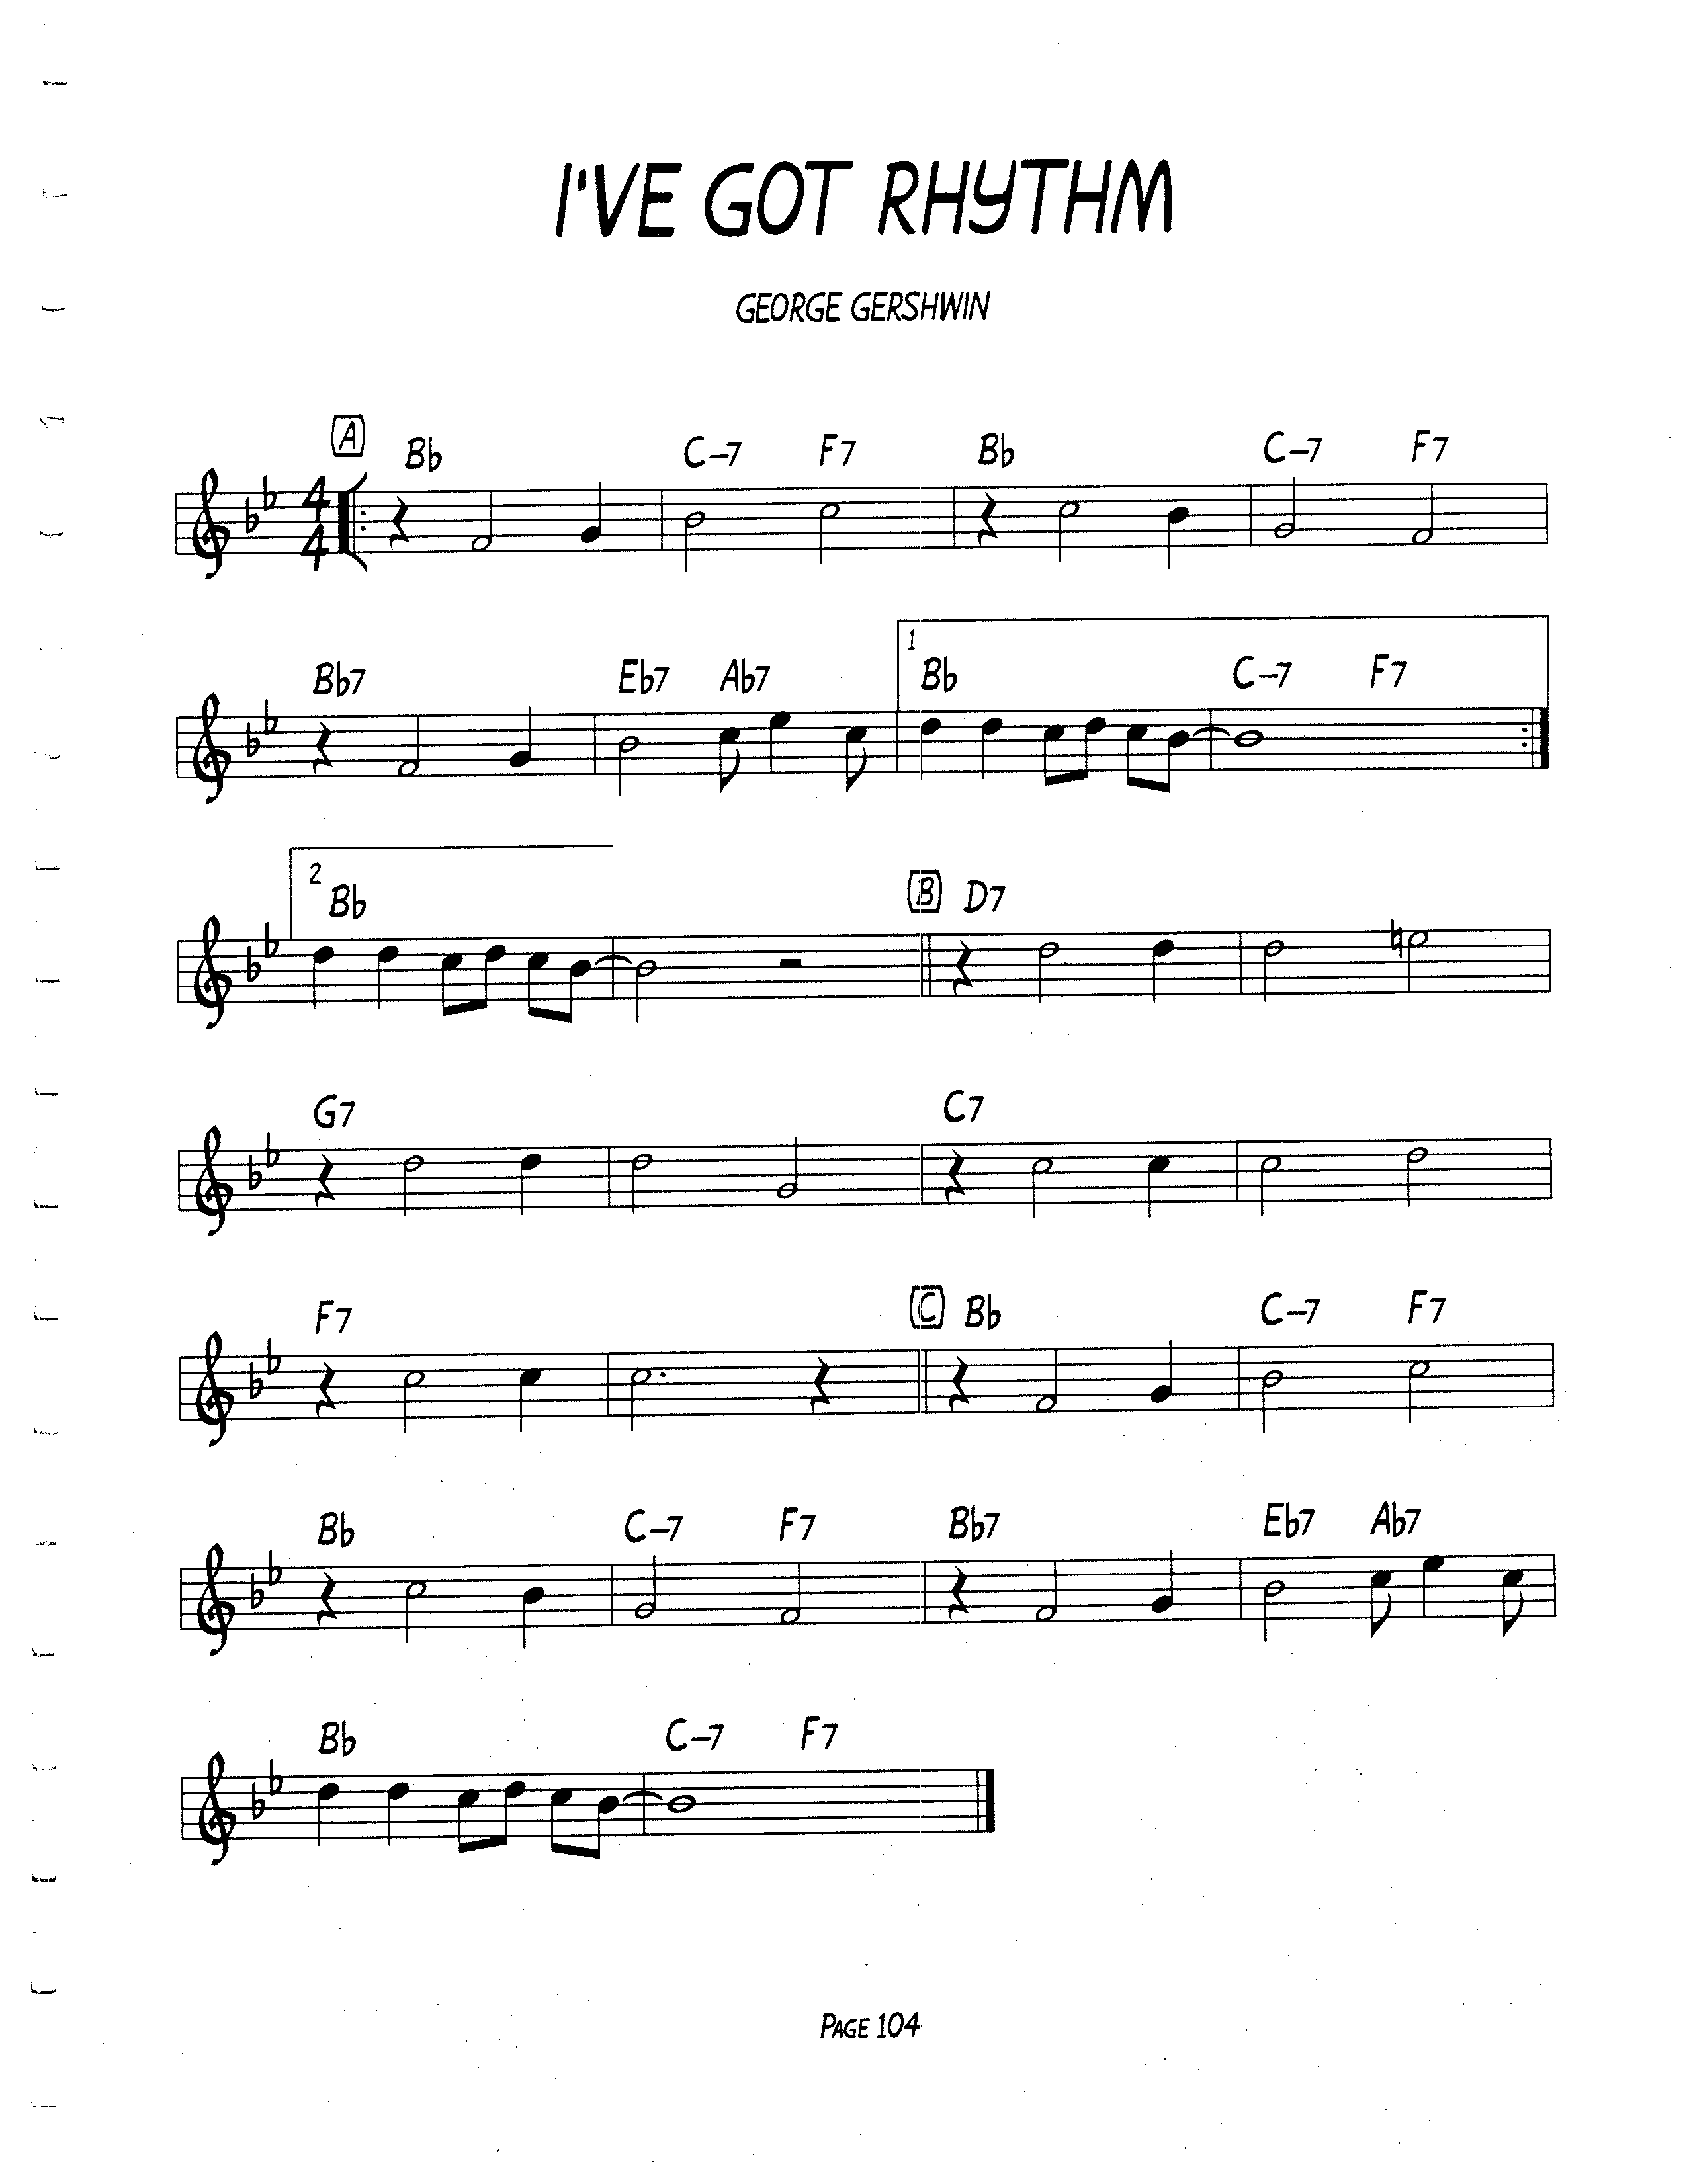 I'VE GOT RHYTHM
GEORGE GERSHWIN
A
Bb C-7 F7 Bb C-7 F7
4
4
1
Bb7 Eb7 Ab7 Bb C-7 F7
2
Bb B D7
G7 C7
F7 C Bb C-7 F7
Bb C-7 F7 Bb7 Eb7 Ab7
Bb C-7 F7
PAGE 104